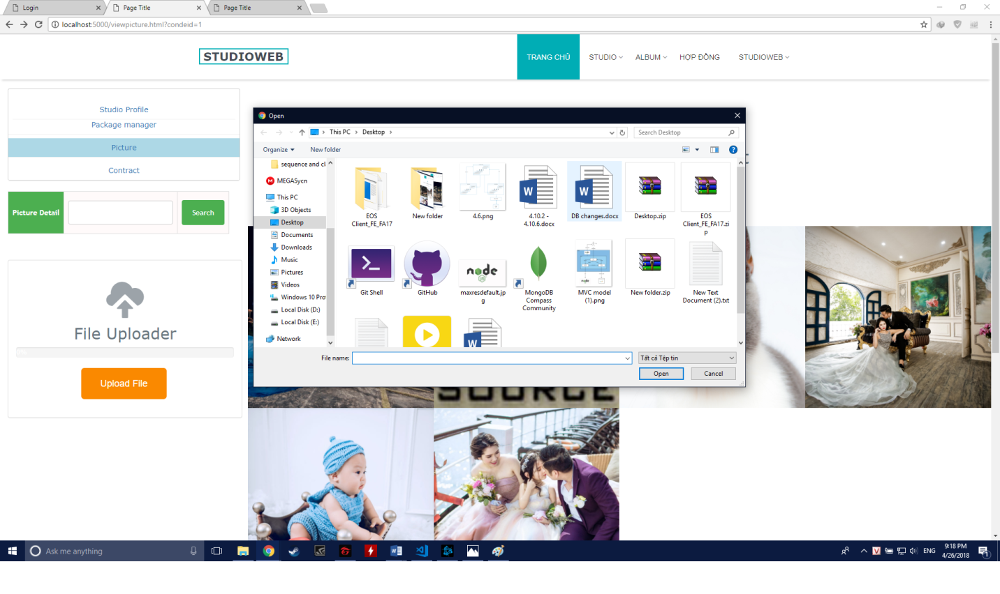 Login
Page Title
Page Title
localhost:5000/viewpicture.html?condeid=1
STUDIOWEB
TRANG CHỦ
STUDIO
ALBUM
HỢP ĐỒNG
STUDIOWEB
Studio Profile
Package manager
Picture
Contract
Picture Detail
Search
File Uploader
Upload File
Open
This PC
Desktop
Search Desktop
Organize
New folder
sequence and cl
MEGASycn
This PC
3D Objects
Desktop
Documents
Downloads
Music
Pictures
Videos
Windows 10 Pro
Local Disk (D:)
Local Disk (E:)
Network
EOS
Client_FE_FA17
New folder
4.6.png
4.10.2 -
4.10.6.docx
DB changes.docx
Desktop.zip
EOS
Client_FE_FA17.zi
p
Git Shell
GitHub
node
maxresdefault.jp
g
MongoDB
Compass
Community
MVC model
(1).png
New folder.zip
New Text
Document (2).txt
File name:
Tất cả Tệp tin
Open
Cancel
SOURCE
Ask me anything
ENG
9:18 PM
4/26/2018
1